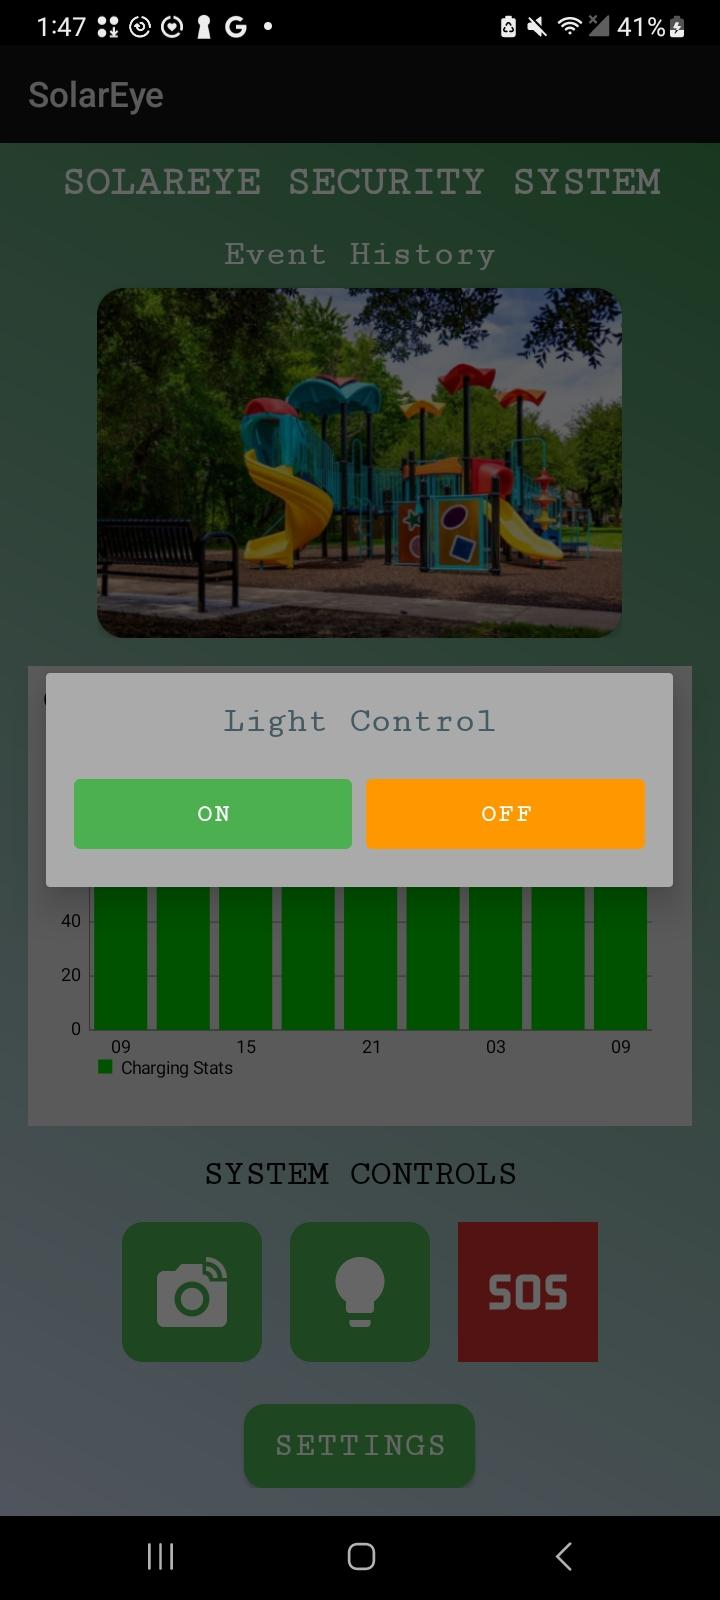 1:47 G 41%
SolarEye
SOLAREYE SECURITY SYSTEM
Event History
Light Control
ON OFF
40
20
0
09 15 21 03 09
Charging Stats
SYSTEM CONTROLS
SOS
SETTINGS